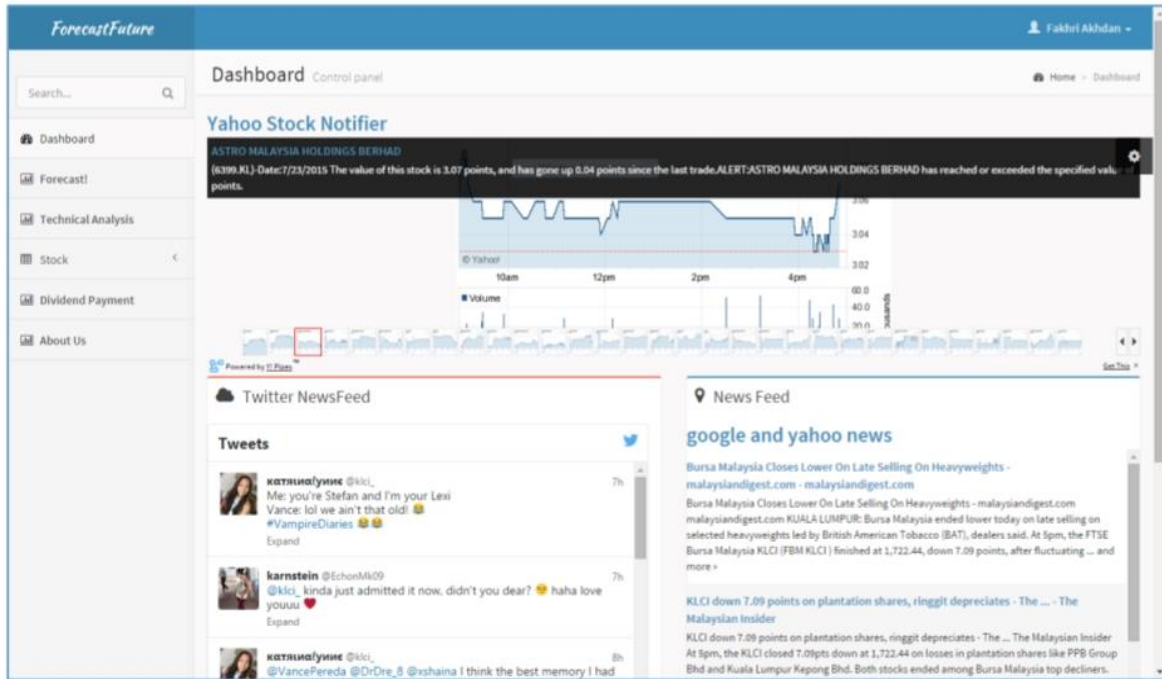 ForecastFuture
Fakhri Akhdan
Search...
Dashboard
Forecast!
Technical Analysis
Stock
Dividend Payment
About Us
Dashboard Control panel
Home > Dashboard
Yahoo Stock Notifier
ASTRO MALAYSIA HOLDINGS BERHAD
(6399.KL)-Date:7/23/2015 The value of this stock is 3.07 points, and has gone up 0.04 points since the last trade.ALERT:ASTRO MALAYSIA HOLDINGS BERHAD has reached or exceeded the specified
points.
3.06
3.04
3.02
© Yahoo!
10am 12pm 2pm 4pm
Volume
60.0
40.0
20.0
Powered by Y! Pipes
Get This
Twitter NewsFeed
Tweets
катяιиα/уиие @klci_ 7h
Me: you're Stefan and I'm your Lexi
Vance: lol we ain't that old! 😂
#VampireDiaries 😂😂
Expand
karnstein @EchonMk09 7h
@klci_ kinda just admitted it now. didn't you dear? haha love
youuu ❤
Expand
катяιиα/уиие @klci_ 8h
@VancePereda @DrDre_8 @xshaina I think the best memory I had
News Feed
google and yahoo news
Bursa Malaysia Closes Lower On Late Selling On Heavyweights -
malaysiandigest.com - malaysiandigest.com
Bursa Malaysia Closes Lower On Late Selling On Heavyweights - malaysiandigest.com
malaysiandigest.com KUALA LUMPUR: Bursa Malaysia ended lower today on late selling on
selected heavyweights led by British American Tobacco (BAT), dealers said. At 5pm, the FTSE
Bursa Malaysia KLCI (FBM KLCI ) finished at 1,722.44, down 7.09 points, after fluctuating ... and
more »
KLCI down 7.09 points on plantation shares, ringgit depreciates - The ... - The
Malaysian Insider
KLCI down 7.09 points on plantation shares, ringgit depreciates - The ... The Malaysian Insider
At 5pm, the KLCI closed 7.09pts down at 1,722.44 on losses in plantation shares like PPB Group
Bhd and Kuala Lumpur Kepong Bhd. Both stocks ended among Bursa Malaysia top decliners.